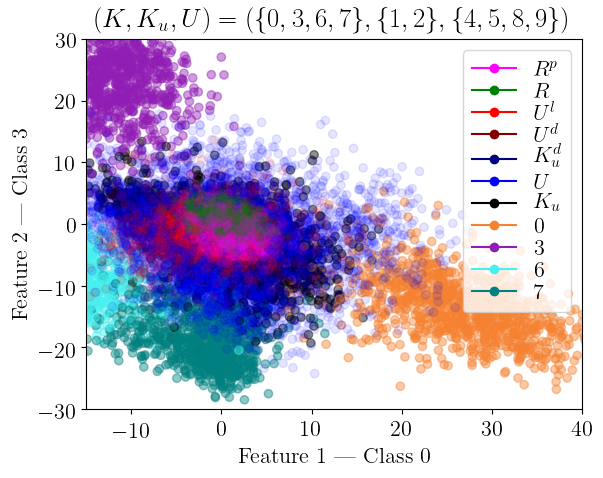 (K, K_u, U) = ({0, 3, 6, 7}, {1, 2}, {4, 5, 8, 9})
30
20
10
0
−10
−20
−30
Feature 2 — Class 3
R^p
R
U^l
U^d
K_u^d
U
K_u
0
3
6
7
−10
0
10
20
30
40
Feature 1 — Class 0